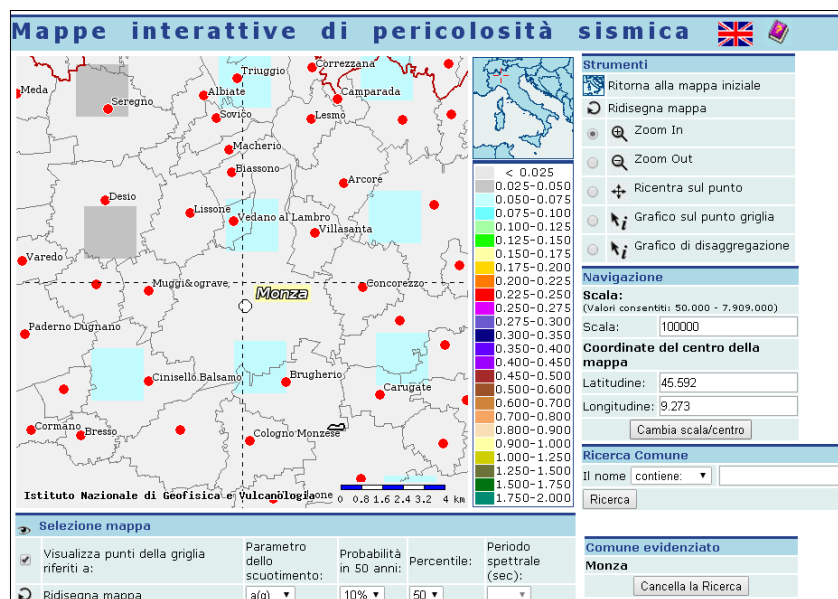 Mappe interattive di pericolosità sismica
Triuggio
Correzzana
Meda
Seregno
Albiate
Camparada
Sovico
Lesmo
Macherio
Biassono
Arcore
Desio
Lissone
Vedano al Lambro
Villasanta
Varedo
Muggi&ograve,
Monza
Concorezzo
Paderno Dugnano
Cinisello Balsamo
Brugherio
Carugate
Cormano
Bresso
Cologno Monzese
Istituto Nazionale di Geofisica e Vulcanologia
0 0.8 1.6 2.4 3.2 4 km
< 0.025
0.025-0.050
0.050-0.075
0.075-0.100
0.100-0.125
0.125-0.150
0.150-0.175
0.175-0.200
0.200-0.225
0.225-0.250
0.250-0.275
0.275-0.300
0.300-0.350
0.350-0.400
0.400-0.450
0.450-0.500
0.500-0.600
0.600-0.700
0.700-0.800
0.800-0.900
0.900-1.000
1.000-1.250
1.250-1.500
1.500-1.750
1.750-2.000
Strumenti
Ritorna alla mappa iniziale
Ridisegna mappa
Zoom In
Zoom Out
Ricentra sul punto
Grafico sul punto griglia
Grafico di disaggregazione
Navigazione
Scala:
(Valori consentiti: 50.000 - 7.909.000)
Scala: 100000
Coordinate del centro della
mappa
Latitudine: 45.592
Longitudine: 9.273
Cambia scala/centro
Ricerca Comune
Il nome contiene:
Ricerca
Comune evidenziato
Monza
Cancella la Ricerca
Selezione mappa
Visualizza punti della griglia
riferiti a:
Parametro
dello
scuotimento:
Probabilità
in 50 anni:
Percentile:
Periodo
spettrale
(sec):
Ridisegna mappa
a(g) 10% 50